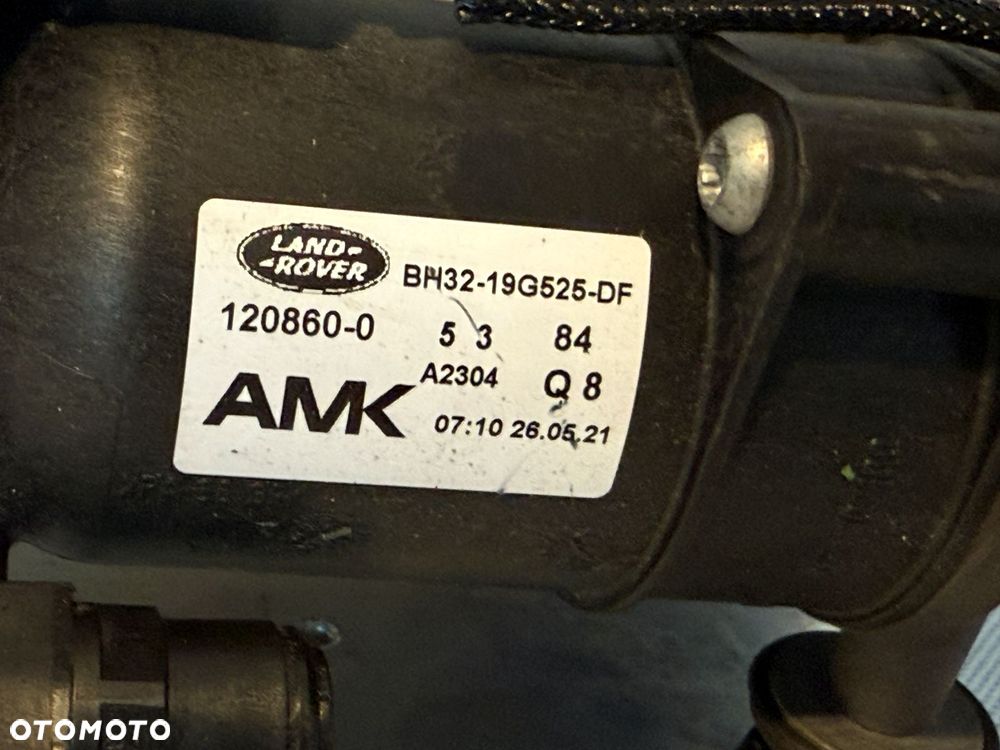 LAND-
-ROVER
BH32-19G525-DF
120860-0 5 3 84
A2304 Q 8
AMK
07:10 26.05.21
OTOMOTO